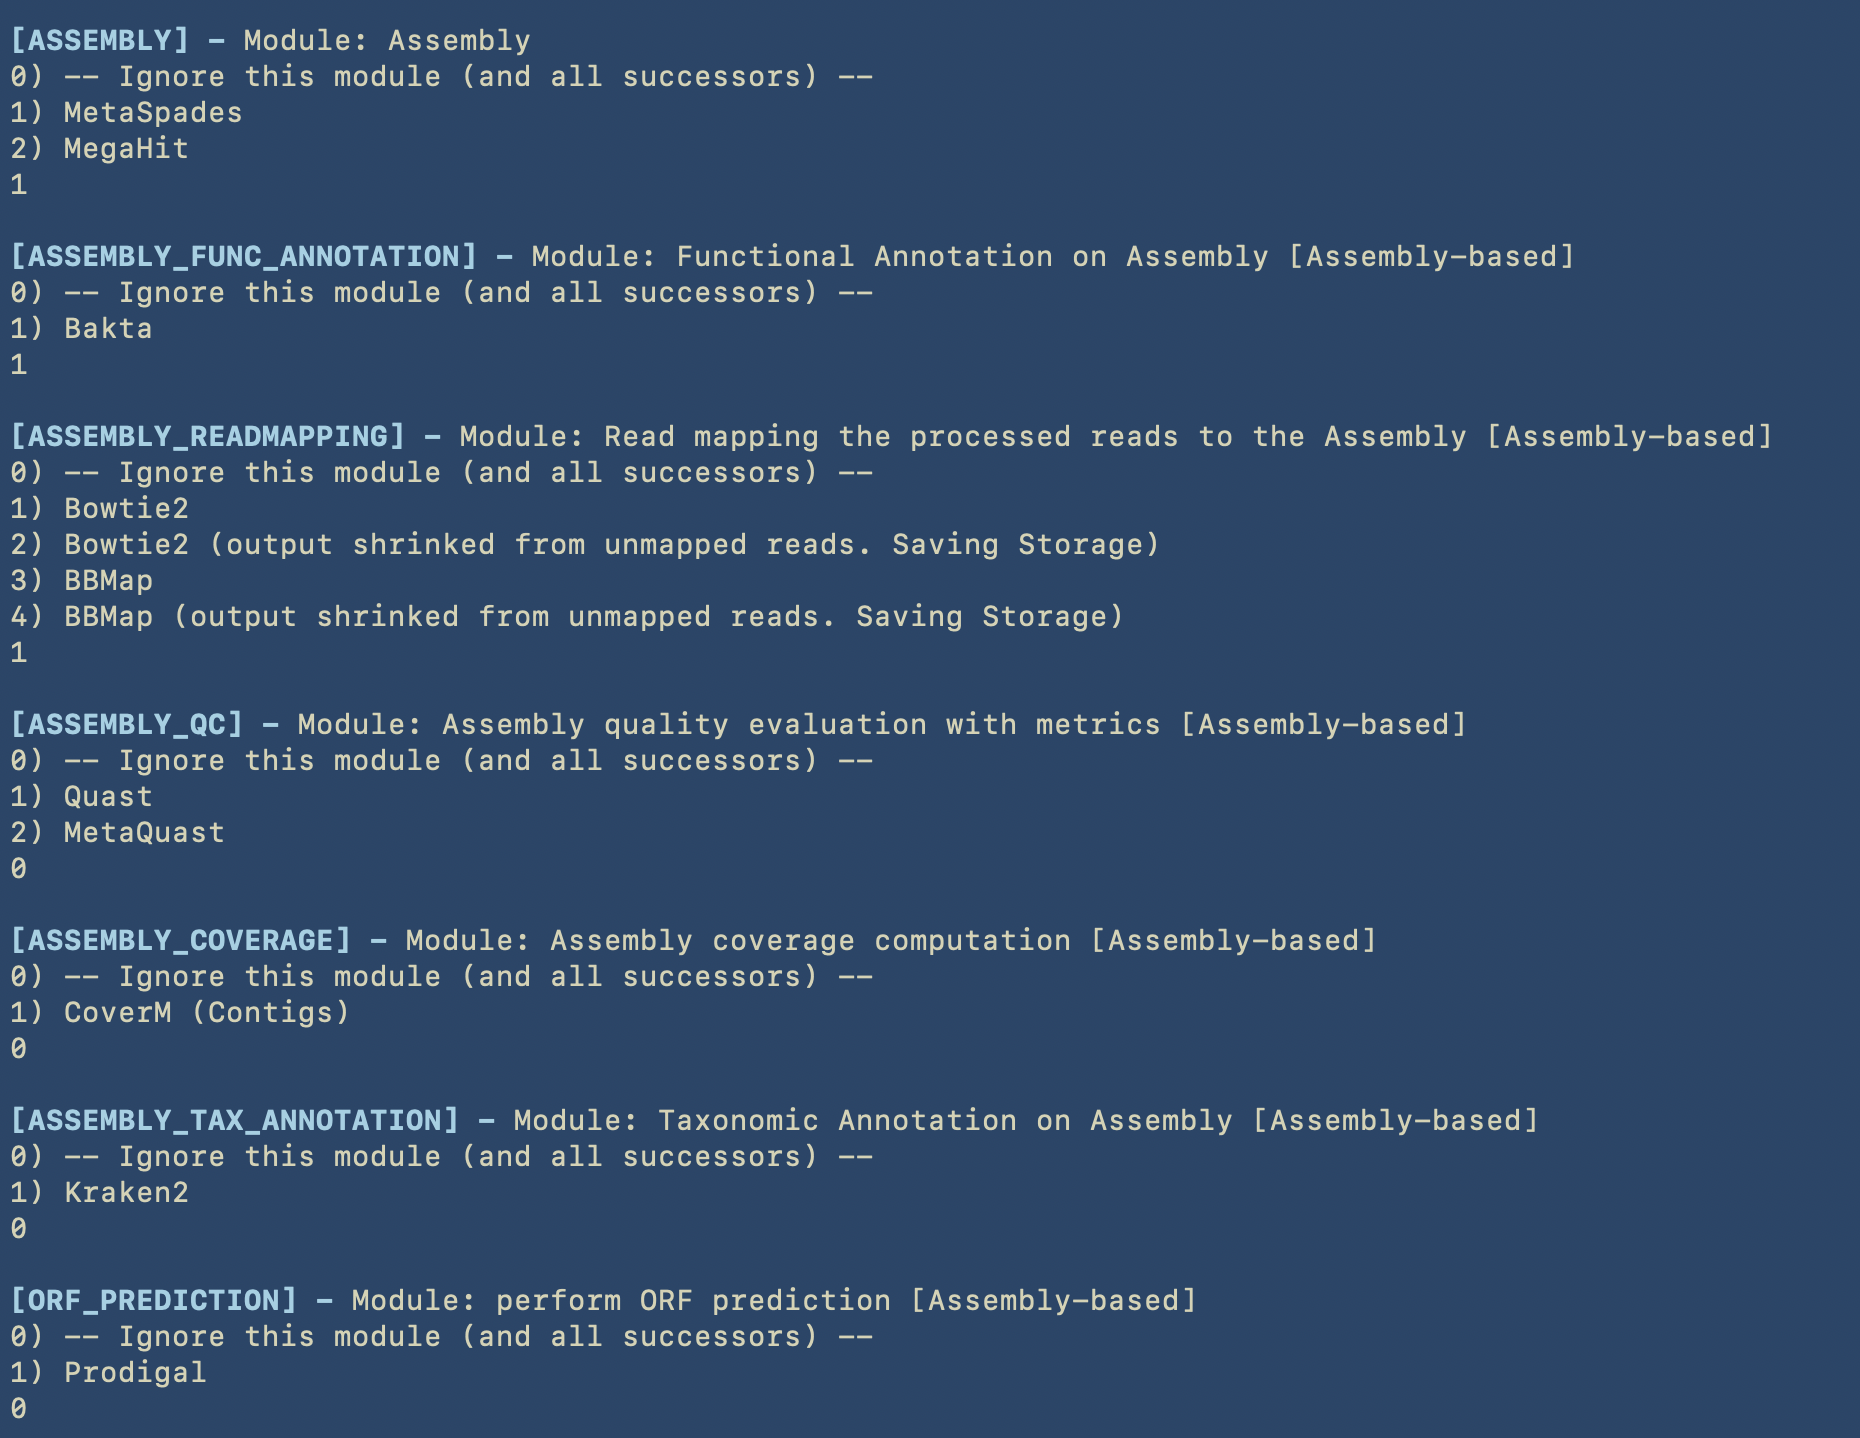 [ASSEMBLY] – Module: Assembly
0) -- Ignore this module (and all successors) --
1) MetaSpades
2) MegaHit
1
[ASSEMBLY_FUNC_ANNOTATION] – Module: Functional Annotation on Assembly [Assembly-based]
0) -- Ignore this module (and all successors) --
1) Bakta
1
[ASSEMBLY_READMAPPING] – Module: Read mapping the processed reads to the Assembly [Assembly-based]
0) -- Ignore this module (and all successors) --
1) Bowtie2
2) Bowtie2 (output shrinked from unmapped reads. Saving Storage)
3) BBMap
4) BBMap (output shrinked from unmapped reads. Saving Storage)
1
[ASSEMBLY_QC] – Module: Assembly quality evaluation with metrics [Assembly-based]
0) -- Ignore this module (and all successors) --
1) Quast
2) MetaQuast
0
[ASSEMBLY_COVERAGE] – Module: Assembly coverage computation [Assembly-based]
0) -- Ignore this module (and all successors) --
1) CoverM (Contigs)
0
[ASSEMBLY_TAX_ANNOTATION] – Module: Taxonomic Annotation on Assembly [Assembly-based]
0) -- Ignore this module (and all successors) --
1) Kraken2
0
[ORF_PREDICTION] – Module: perform ORF prediction [Assembly-based]
0) -- Ignore this module (and all successors) --
1) Prodigal
0